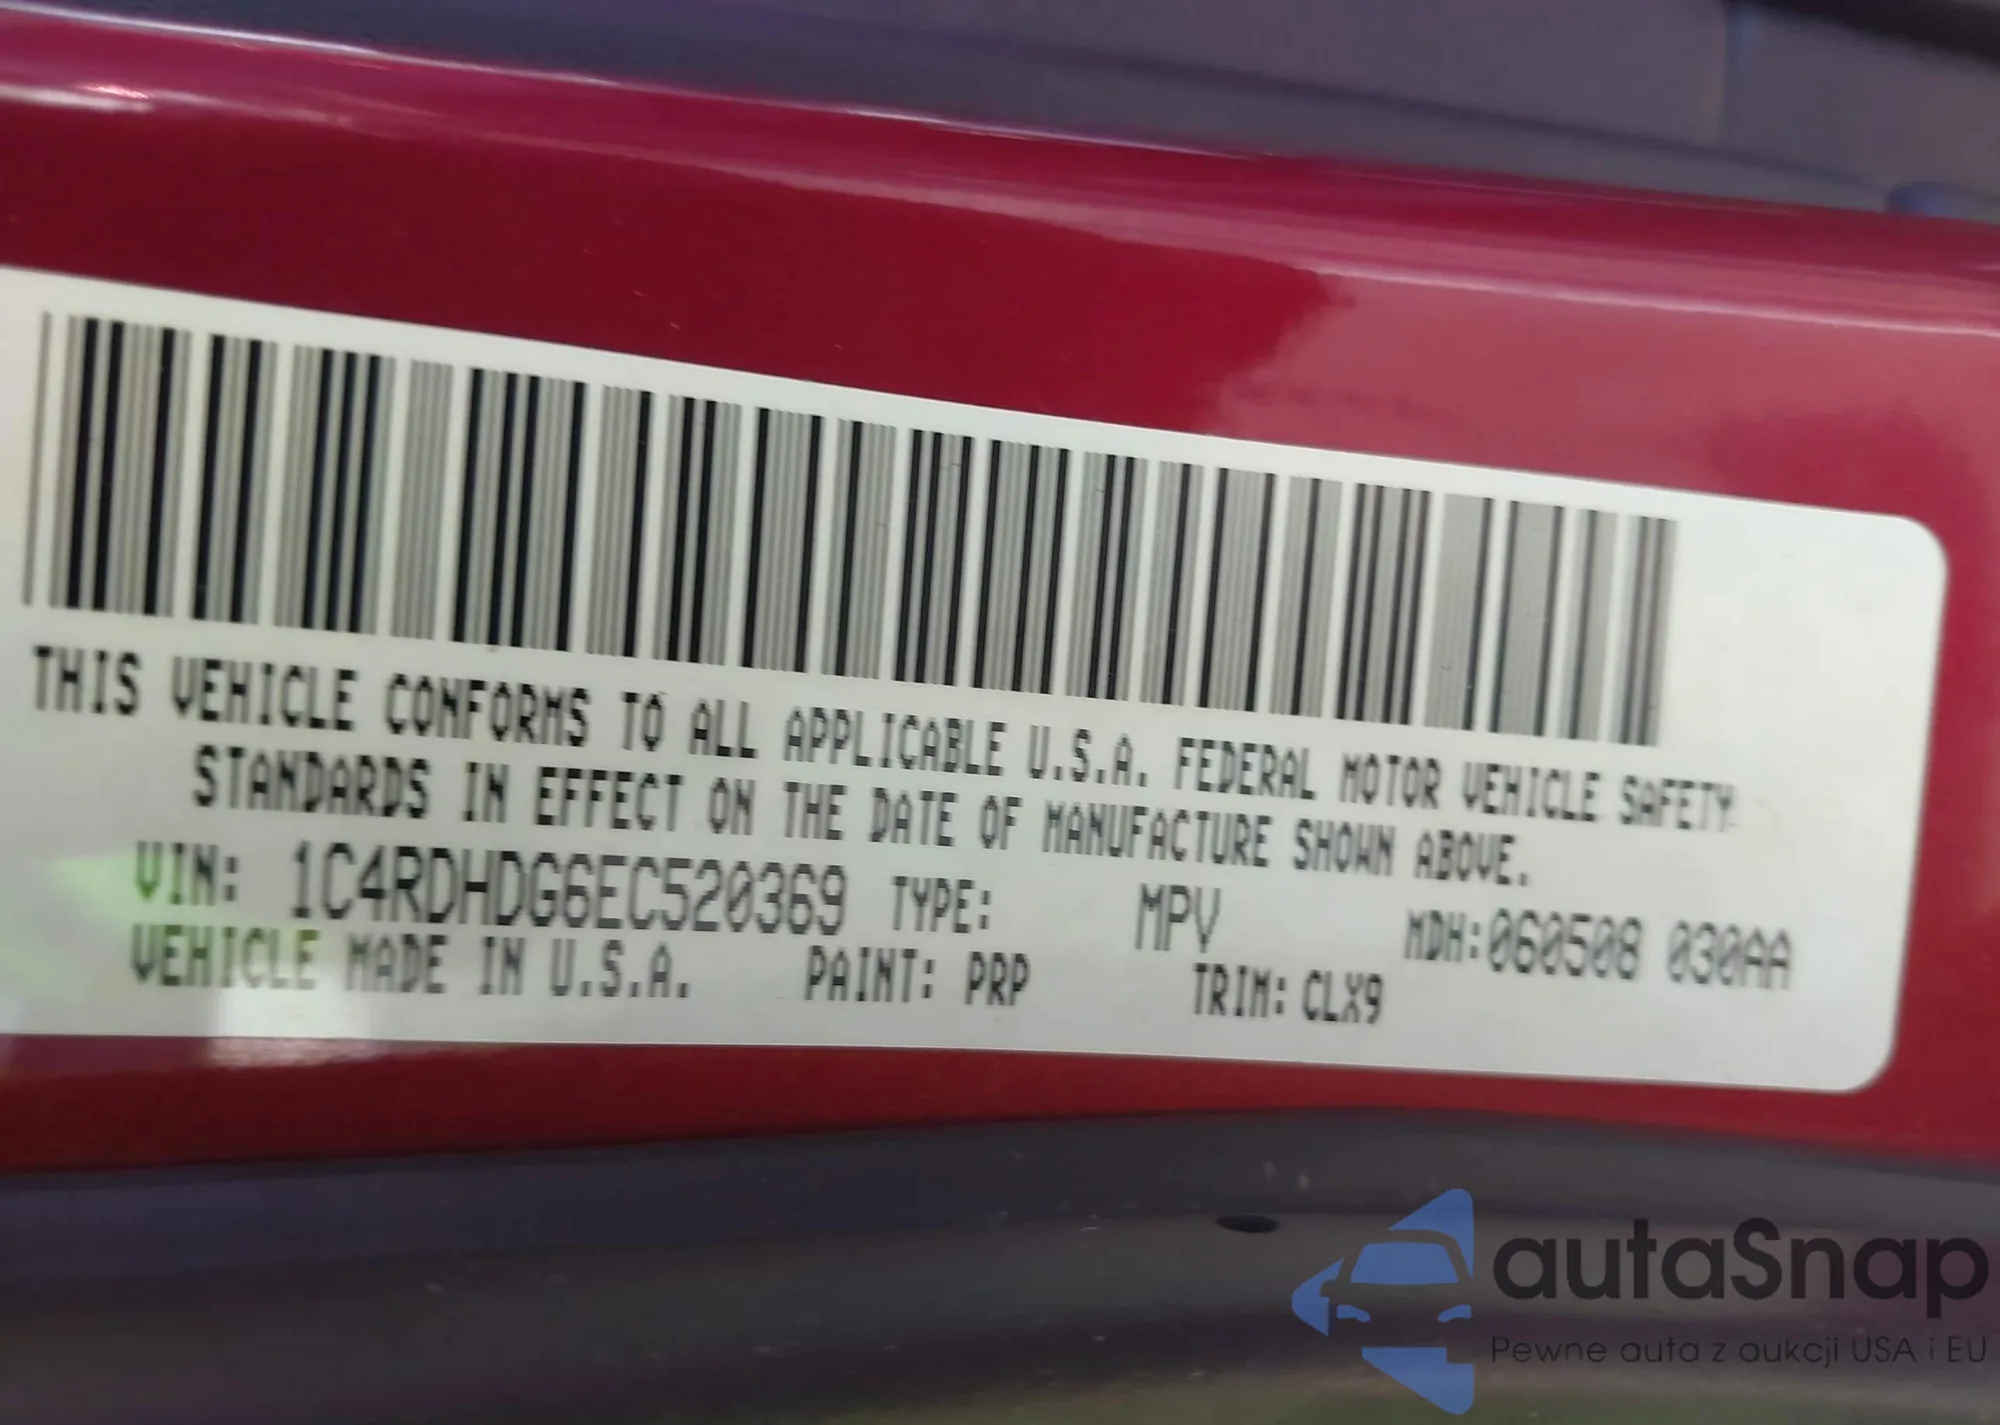 THIS VEHICLE CONFORMS TO ALL APPLICABLE U.S.A. FEDERAL MOTOR VEHICLE SAFETY
STANDARDS IN EFFECT ON THE DATE OF MANUFACTURE SHOWN ABOVE.
VIN: 1C4RDHDG6EC520369 TYPE: MPV MDH:060508 030AA
VEHICLE MADE IN U.S.A. PAINT: PRP TRIM: CLX9
autaSnap
Pewne auta z aukcji USA i EU